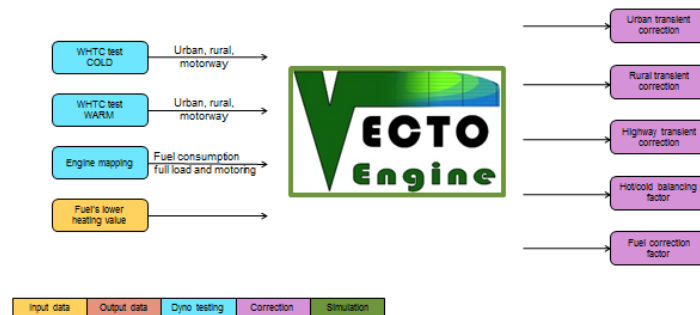 WHTC test
COLD
Urban, rural,
motorway
WHTC test
WARM
Urban, rural,
motorway
Engine mapping
Fuel consumption
full load and motoring
Fuel's lower
heating value
VECTO
Engine
Urban transient
correction
Rural transient
correction
Highway transient
correction
Hot/cold balancing
factor
Fuel correction
factor
Input data
Output data
Dyno testing
Correction
Simulation